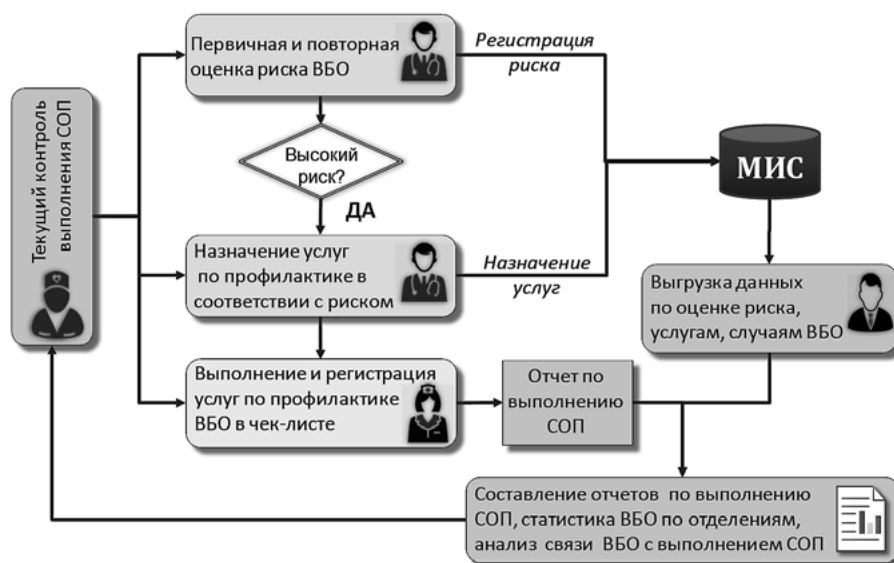 Текущий контроль
выполнения СОП
Первичная и повторная
оценка риска ВБО
Регистрация
риска
Высокий
риск?
ДА
МИС
Назначение услуг
по профилактике в
соответствии с риском
Назначение
услуг
Выгрузка данных
по оценке риска,
услугам, случаям ВБО
Выполнение и регистрация
услуг по профилактике
ВБО в чек-листе
Отчет по
выполнению
СОП
Составление отчетов по выполнению
СОП, статистика ВБО по отделениям,
анализ связи ВБО с выполнением СОП